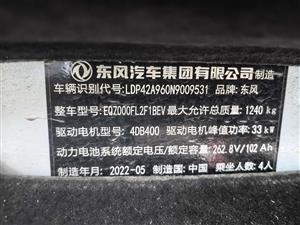 东风汽车集团有限公司 制造
车辆识别代号: LDP42A960N9009531 品牌: 东风
整车型号: EQ7000FL2F1BEV 最大允许总质量: 1240 kg
驱动电机型号: 4DB400 驱动电机峰值功率: 33 kW
动力电池系统额定电压/额定容量: 262.8V/102 Ah
制造年月: 2022-05 制造国: 中国 乘坐人数: 4人